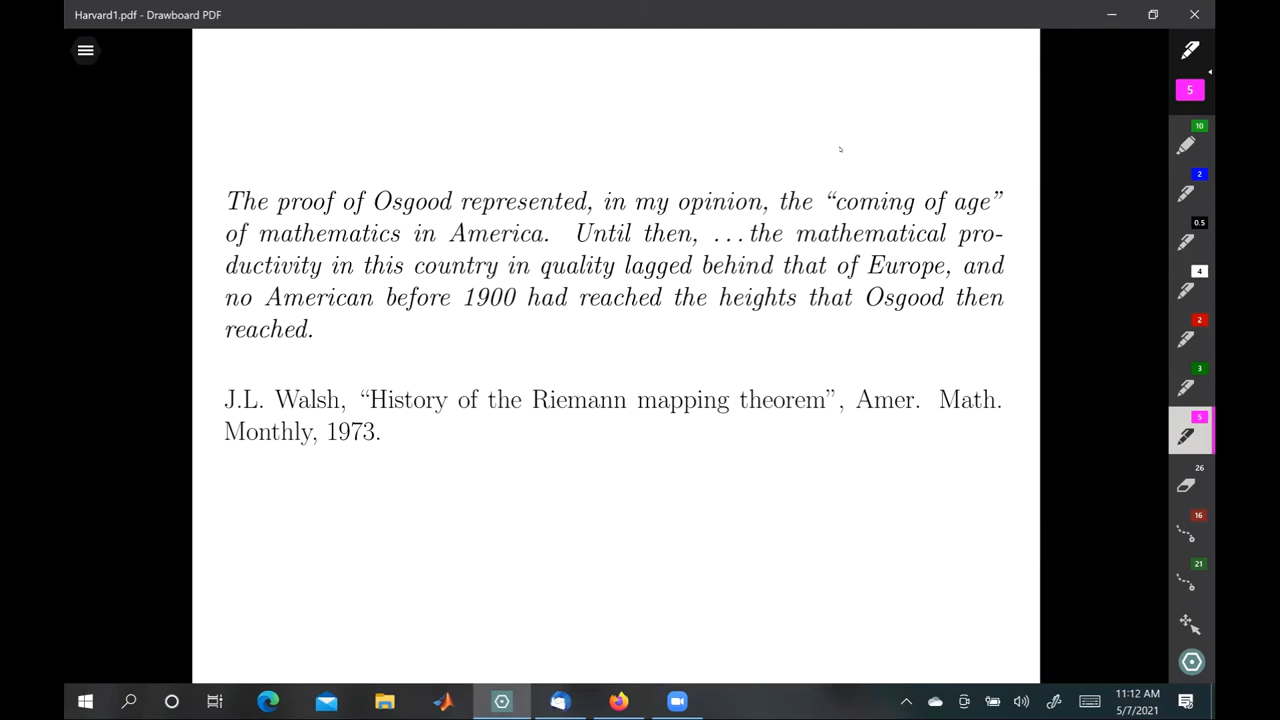 Harvard1.pdf - Drawboard PDF
5
10
The proof of Osgood represented, in my opinion, the “coming of age”
2
of mathematics in America. Until then, ...the mathematical pro-
0.5
ductivity in this country in quality lagged behind that of Europe, and
4
no American before 1900 had reached the heights that Osgood then
2
reached.
3
J.L. Walsh, “History of the Riemann mapping theorem”, Amer. Math.
5
Monthly, 1973.
26
16
21
11:12 AM
5/7/2021